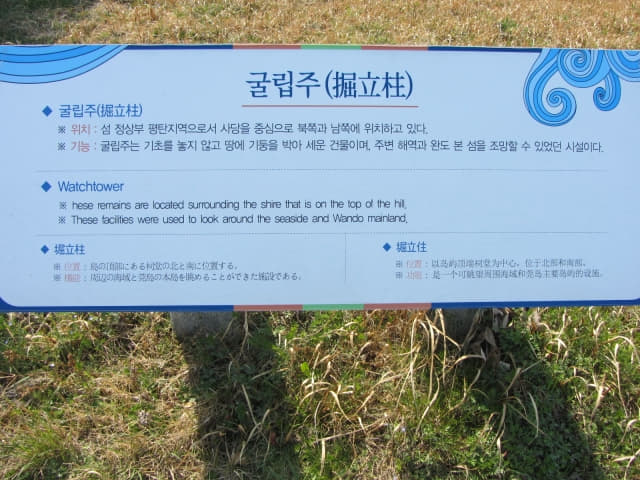 굴립주(掘立柱)
◆ 굴립주(掘立柱)
※ 위치 : 섬 정상부 평탄지역으로서 사당을 중심으로 북쪽과 남쪽에 위치하고 있다.
※ 기능 : 굴립주는 기초를 놓지 않고 땅에 기둥을 박아 세운 건물이며, 주변 해역과 완도 본 섬을 조망할 수 있었던 시설이다.
◆ Watchtower
※ hese remains are located surrounding the shire that is on the top of the hill.
※ These facilities were used to look around the seaside and Wando mainland.
◆ 堀立柱
※ 位置 : 島の頂部にある祠堂の北と南に位置する。
※ 機能 : 周辺の海域と莞島の本島を眺めることができた施設である。
◆ 堀立住
※ 位置 : 以岛的顶端祠堂为中心，位于北部和南部。
※ 功能 : 是一个可眺望周围海域和莞岛主要岛的的设施。